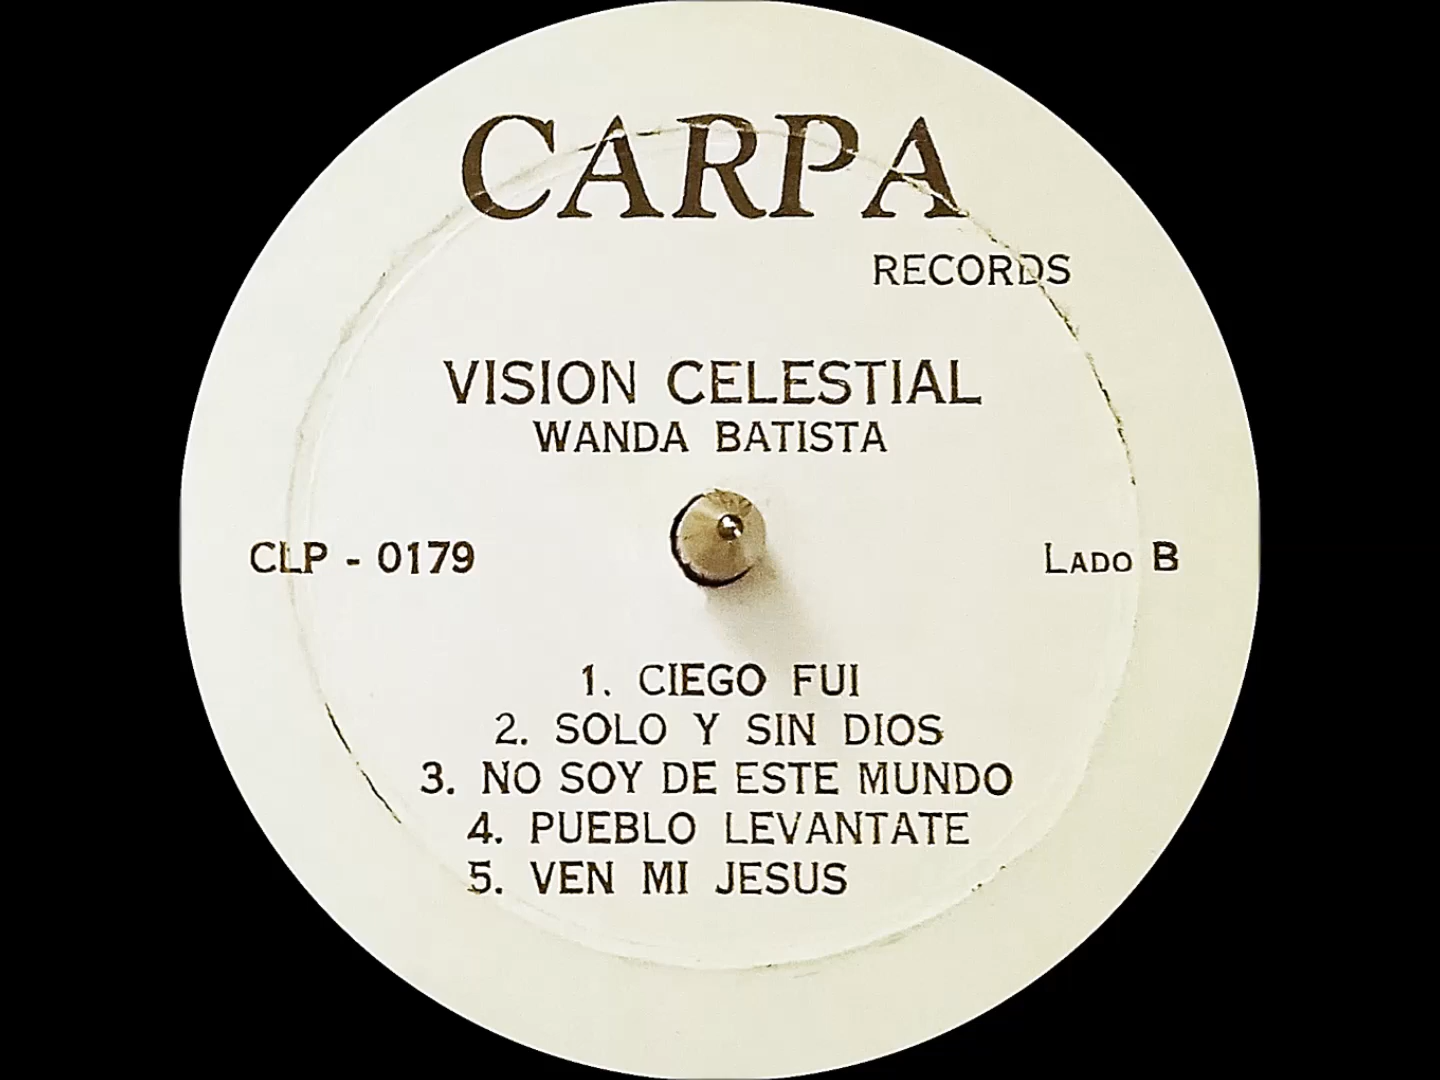 CARPA
RECORDS
VISION CELESTIAL
WANDA BATISTA
CLP - 0179
LADO B
1. CIEGO FUI
2. SOLO Y SIN DIOS
3. NO SOY DE ESTE MUNDO
4. PUEBLO LEVANTATE
5. VEN MI JESUS